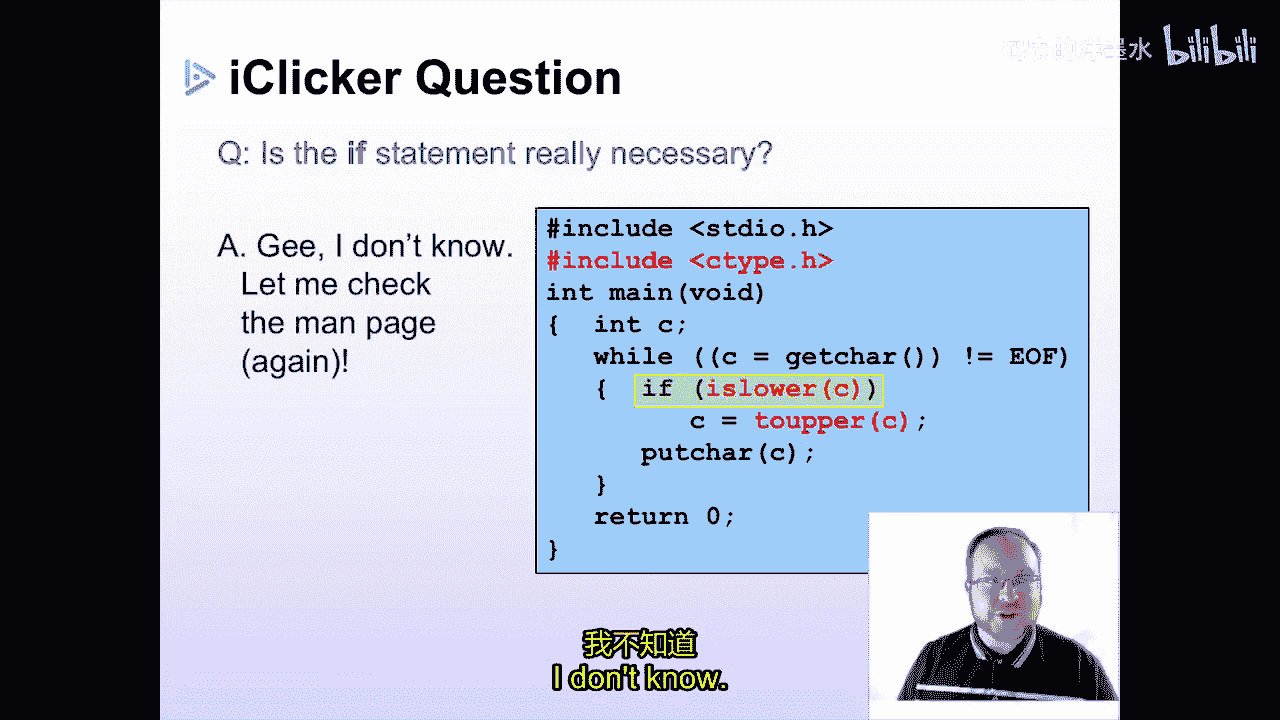 bilibili
iClicker Question
Q: Is the if statement really necessary?
A. Gee, I don’t know.
Let me check
the man page
(again)!
#include <stdio.h>
#include <ctype.h>
int main(void)
{ int c;
while ((c = getchar()) != EOF)
{ if (islower(c))
c = toupper(c);
putchar(c);
}
return 0;
}
我不知道
I don't know.